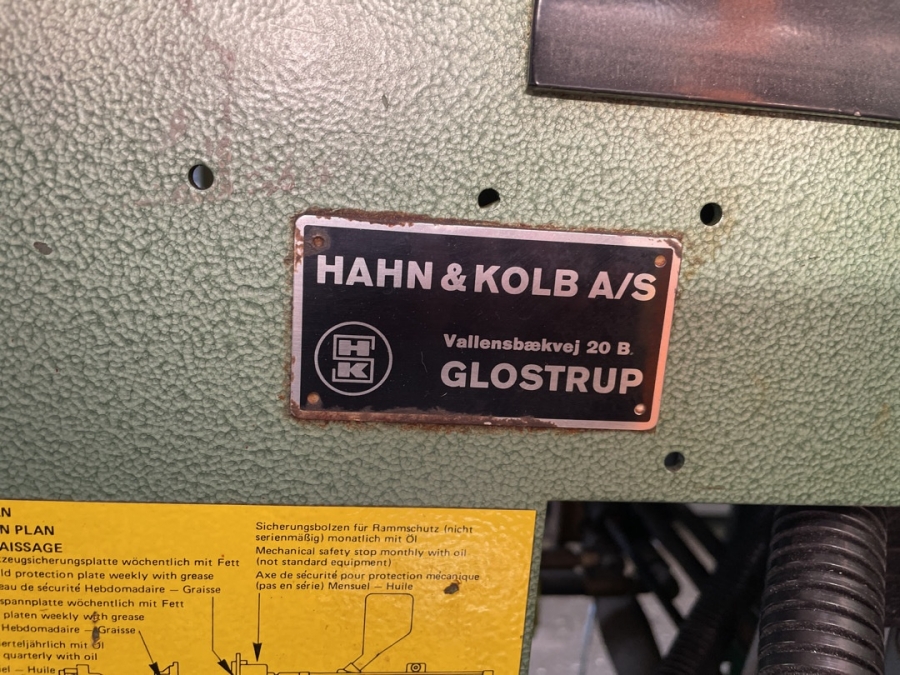 HAHN & KOLB A/S
HK
Vallensbækvej 20 B.
GLOSTRUP
N PLAN
AISSAGE
zeugsicherungsplatte wöchentlich mit Fett
ld protection plate weekly with grease
eau de sécurité Hebdomadaire — Graisse
spannplatte wöchentlich mit Fett
platen weekly with grease
Hebdomadaire — Graisse
erteljährlich mit Öl
quarterly with oil
el — Huile
Sicherungsbolzen für Rammschutz (nicht
serienmäßig) monatlich mit Öl
Mechanical safety stop monthly with oil
(not standard equipment)
Axe de sécurité pour protection mécanique
(pas en série) Mensuel — Huile